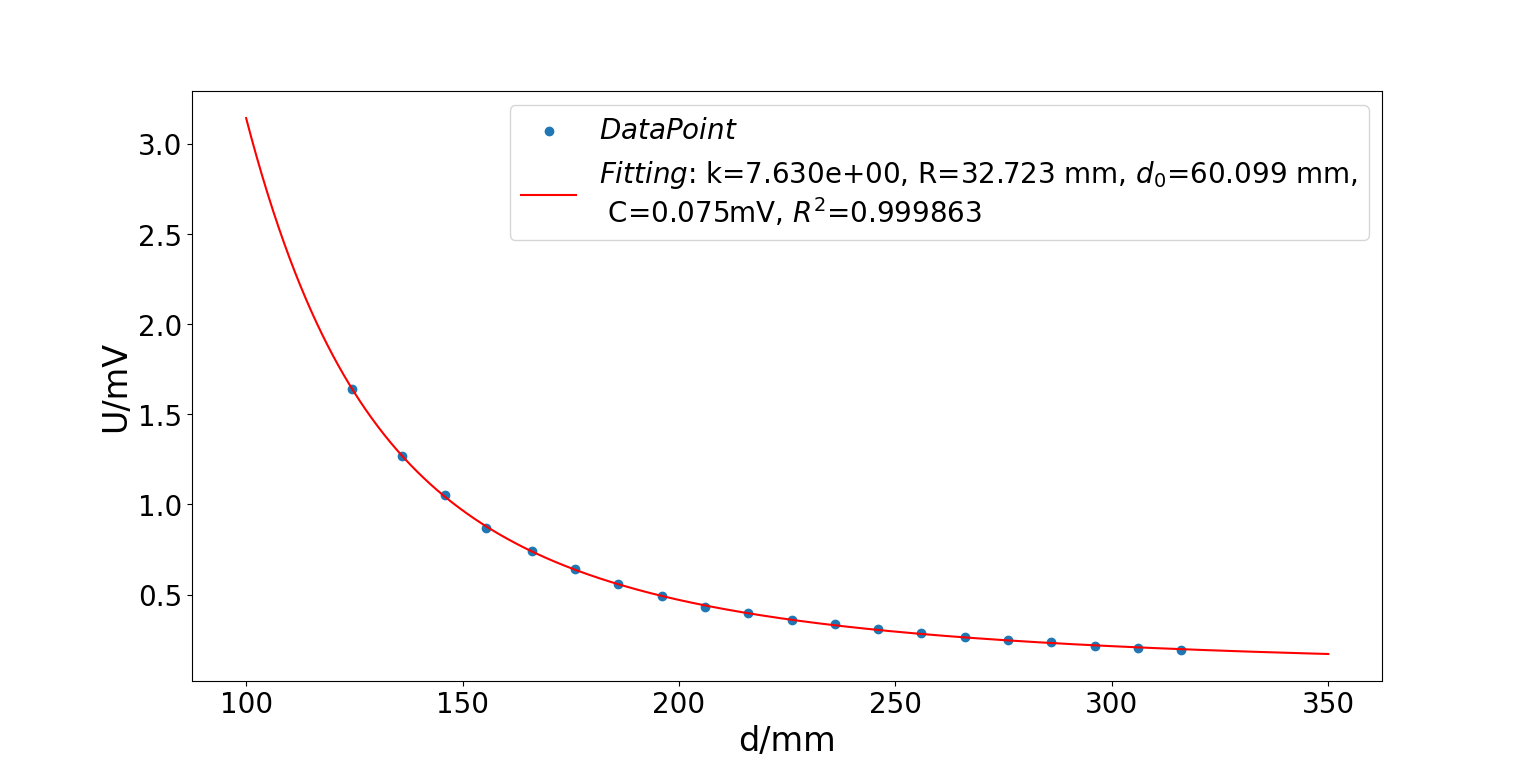 DataPoint
Fitting: k=7.630e+00, R=32.723 mm, d₀=60.099 mm,
C=0.075mV, R²=0.999863
3.0
2.5
2.0
1.5
1.0
0.5
U/mV
100 150 200 250 300 350
d/mm